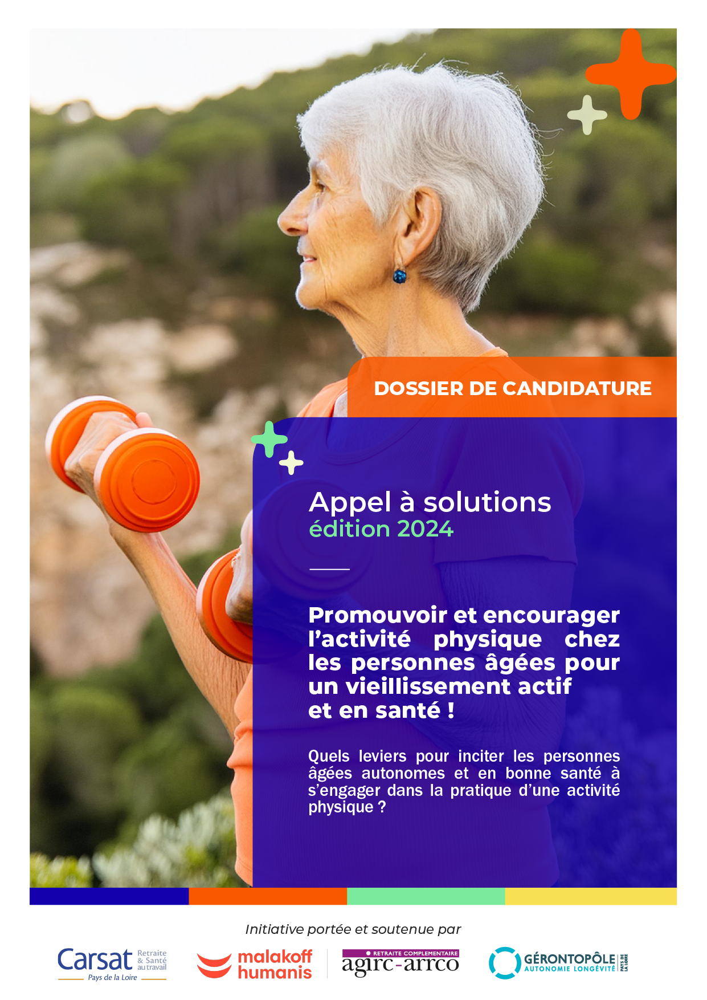 DOSSIER DE CANDIDATURE
Appel à solutions
édition 2024
Promouvoir et encourager
l'activité physique chez
les personnes âgées pour
un vieillissement actif
et en santé !
Quels leviers pour inciter les personnes
âgées autonomes et en bonne santé à
s'engager dans la pratique d'une activité
physique ?
Initiative portée et soutenue par
Carsat
Retraite
& Santé
au travail
Pays de la Loire
malakoff
humanis
RETRAITE COMPLEMENTAIRE
agirc-arrco
GÉRONTOPÔLE
AUTONOMIE LONGÉVITÉ
PAYS DE
LA LOIRE